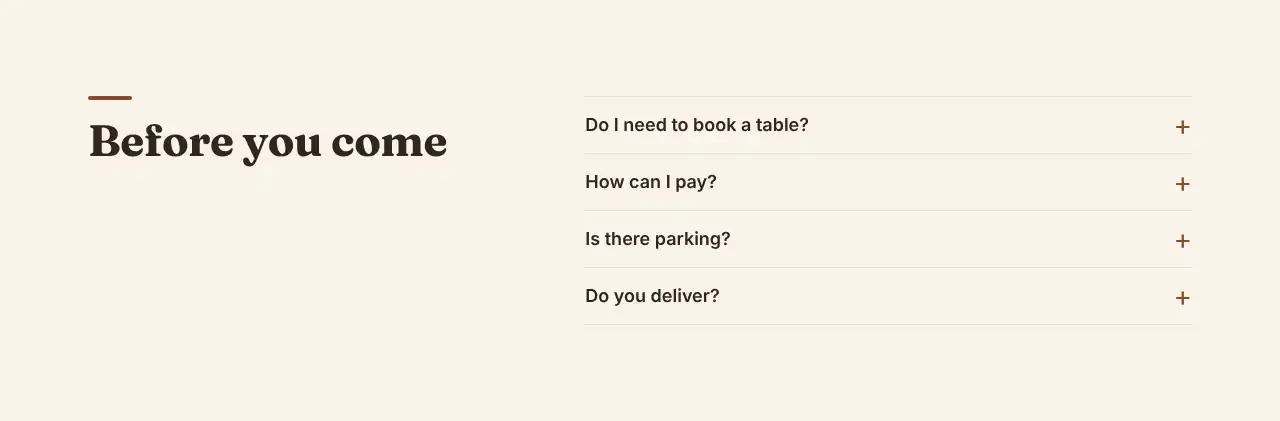 Before you come
Do I need to book a table?
How can I pay?
Is there parking?
Do you deliver?